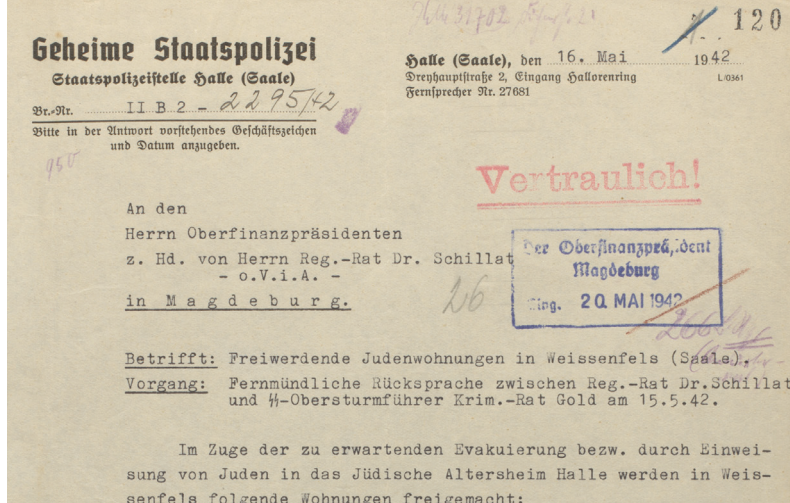 120
Geheime Staatspolizei
Staatspolizeistelle Halle (Saale)
Br.-Nr. II B 2 - 2295/42
Bitte in der Antwort vorstehendes Geschäftszeichen
und Datum anzugeben.
Halle (Saale), den 16. Mai 1942
Dreyhauptstraße 2, Eingang Hallorenring
Fernsprecher Nr. 27681
L/0361
950
Vertraulich!
An den
Herrn Oberfinanzpräsidenten
z. Hd. von Herrn Reg.-Rat Dr. Schillat
- o.V.i.A. -
in Magdeburg.
26
Der Oberfinanzpräsident
Magdeburg
Eing. 20. MAI 1942
Betrifft: Freiwerdende Judenwohnungen in Weissenfels (Saale).
Vorgang: Fernmündliche Rücksprache zwischen Reg.-Rat Dr.Schillat
und ᛋᛋ-Obersturmführer Krim.-Rat Gold am 15.5.42.
Im Zuge der zu erwartenden Evakuierung bezw. durch Einwei-
sung von Juden in das Jüdische Altersheim Halle werden in Weis-
senfels folgende Wohnungen freigemacht: